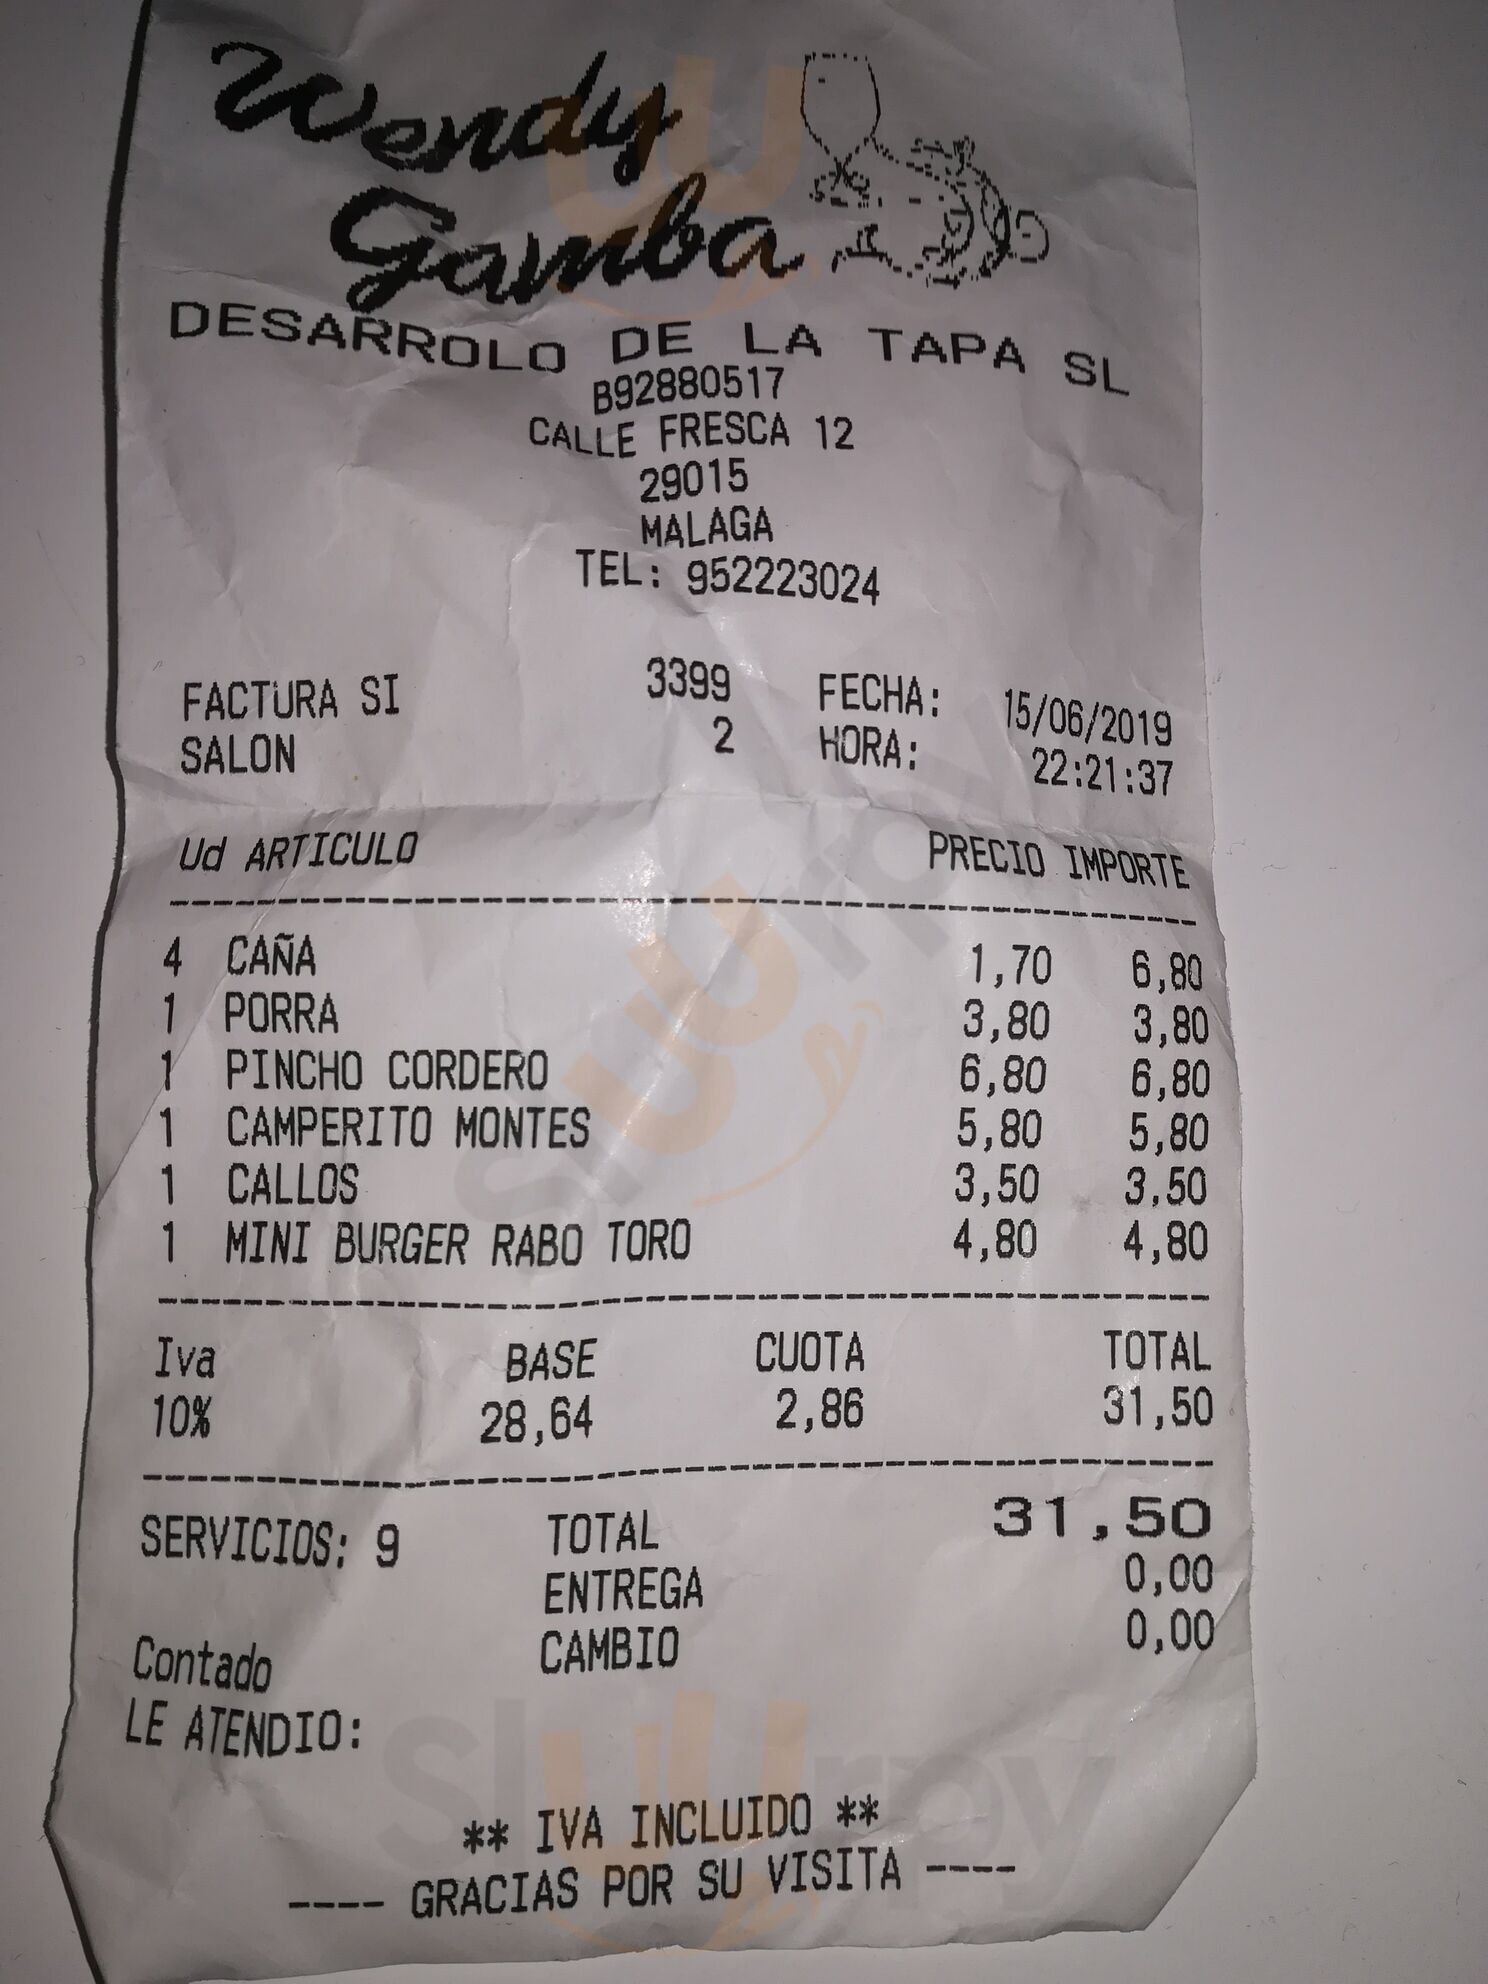 Wendy
Gamba
DESARROLO DE LA TAPA SL
B92880517
CALLE FRESCA 12
29015
MALAGA
TEL: 952223024
FACTURA SI 3399 FECHA: 15/06/2019
SALON 2 HORA: 22:21:37
Ud ARTICULO PRECIO IMPORTE
4 CAÑA 1,70 6,80
1 PORRA 3,80 3,80
1 PINCHO CORDERO 6,80 6,80
1 CAMPERITO MONTES 5,80 5,80
1 CALLOS 3,50 3,50
1 MINI BURGER RABO TORO 4,80 4,80
Iva BASE CUOTA TOTAL
10% 28,64 2,86 31,50
SERVICIOS: 9 TOTAL 31,50
ENTREGA 0,00
Contado CAMBIO 0,00
LE ATENDIO:
** IVA INCLUIDO **
---- GRACIAS POR SU VISITA ----
sluurpy
sluurpy